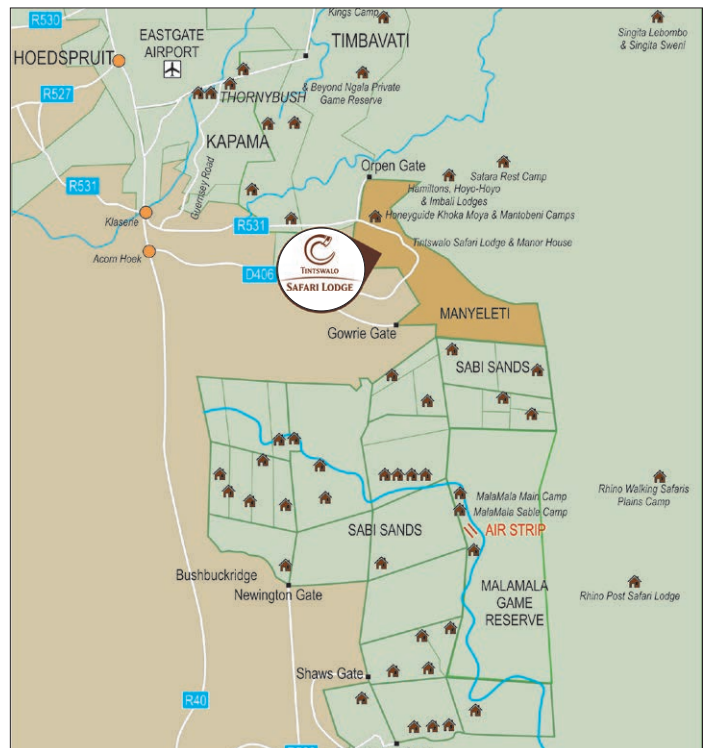 R530
Kings Camp
Singita Lebombo
& Singita Sweni
EASTGATE
AIRPORT
TIMBAVATI
HOEDSPRUIT
R527
THORNYBUSH
& Beyond Ngala Private
Game Reserve
KAPAMA
Guernsey Road
Orpen Gate
R531
Satara Rest Camp
Hamiltons, Hoyo-Hoyo
& Imbali Lodges
Klaserie
R531
Honeyguide Khoka Moya & Mantobeni Camps
Tintswalo Safari Lodge & Manor House
Acorn Hoek
D406
TINTSWALO
SAFARI LODGE
MANYELETI
Gowrie Gate
SABI SANDS
MalaMala Main Camp
MalaMala Sable Camp
Rhino Walking Safaris
Plains Camp
SABI SANDS
AIR STRIP
Bushbuckridge
Newington Gate
MALAMALA
GAME
RESERVE
Rhino Post Safari Lodge
Shaws Gate
R40